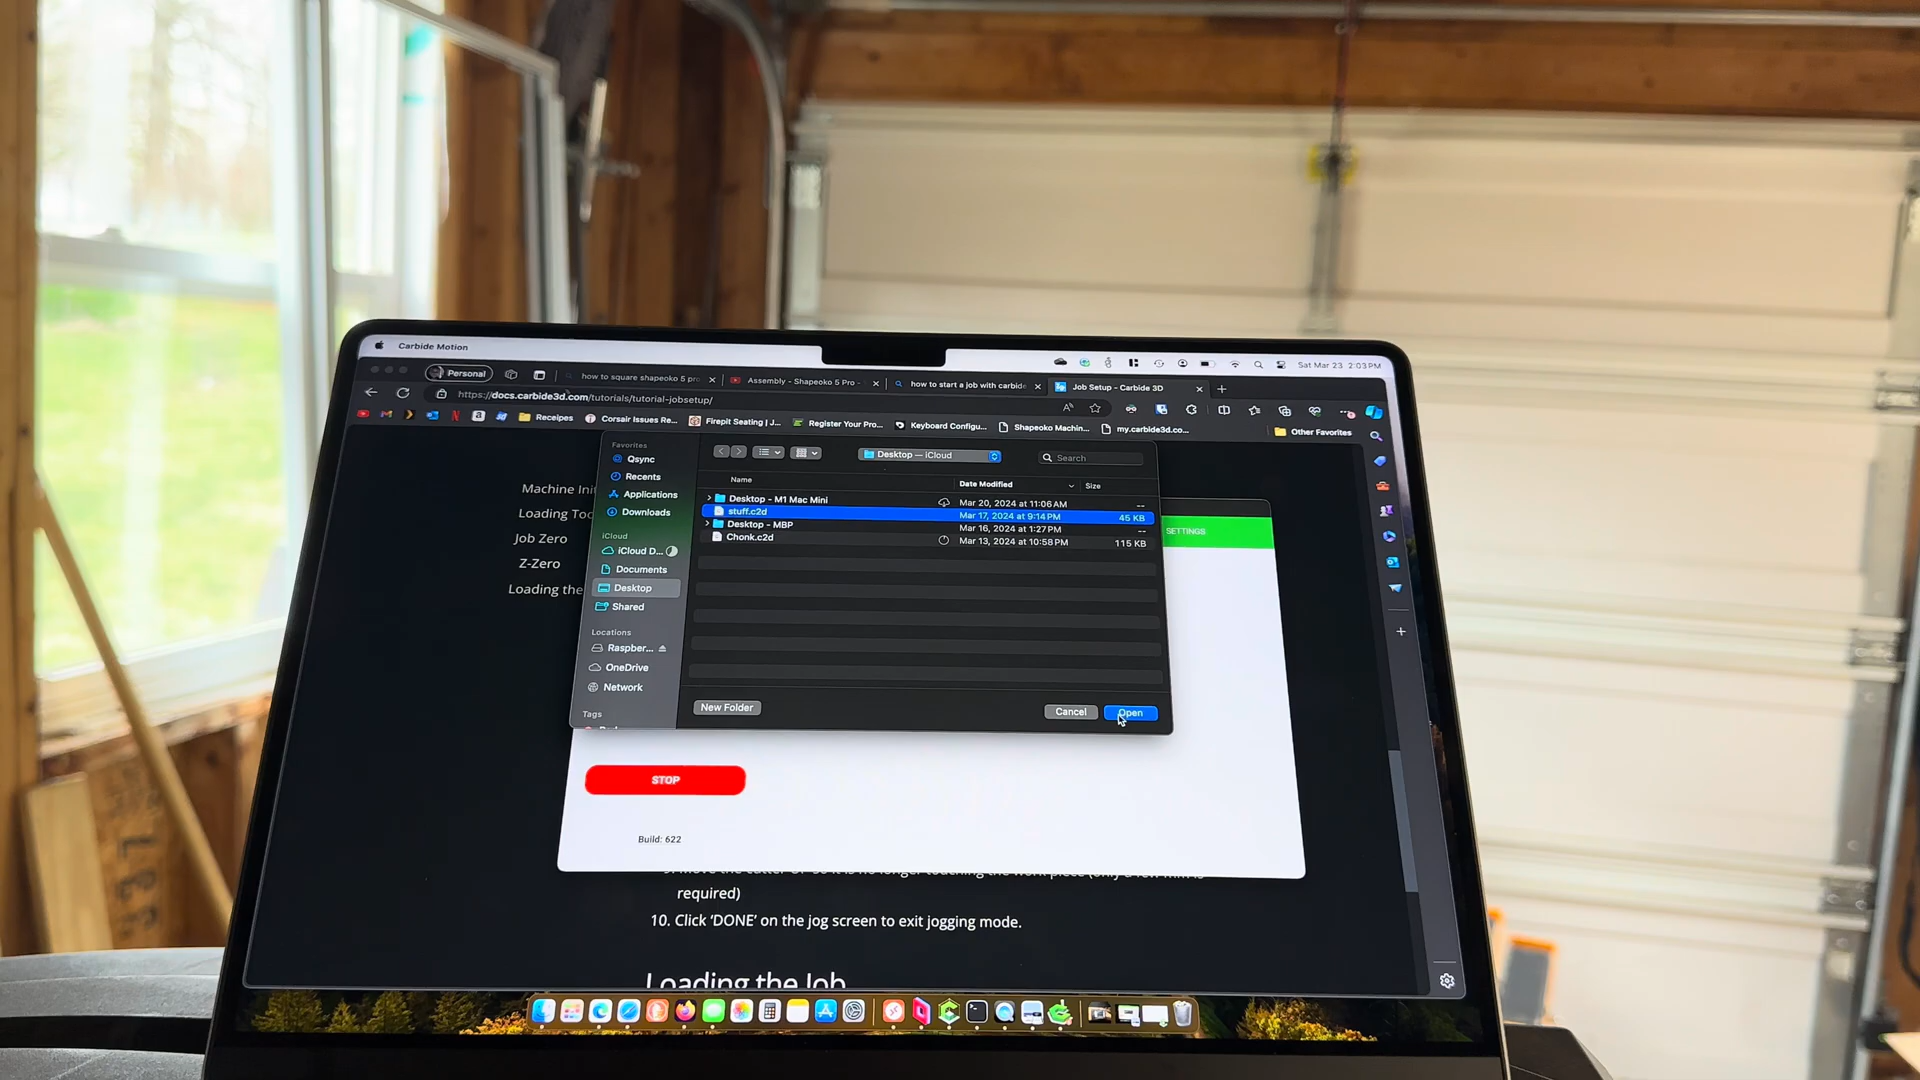 Carbide Motion
Sat Mar 23 2:03 PM
Personal
how to square shapeoko 5 pro
Assembly - Shapeoko 5 Pro -
how to start a job with carbide
Job Setup - Carbide 3D
https://docs.carbide3d.com/tutorials/tutorial-jobsetup/
Receipes
Corsair Issues Re...
Firepit Seating | J...
Register Your Pro...
Keyboard Configu...
Shapeoko Machin...
my.carbide3d.co...
Other Favorites
Favorites
Qsync
Recents
Applications
Downloads
iCloud
iCloud D...
Documents
Desktop
Shared
Locations
Raspber...
OneDrive
Network
Tags
Desktop — iCloud
Search
Name
Date Modified
Size
Desktop - M1 Mac Mini
Mar 20, 2024 at 11:06 AM
--
stuff.c2d
Mar 17, 2024 at 9:14 PM
45 KB
Desktop - MBP
Mar 16, 2024 at 1:27 PM
--
Chonk.c2d
Mar 13, 2024 at 10:58 PM
115 KB
New Folder
Cancel
Open
Machine Ini
Loading Too
Job Zero
Z-Zero
Loading the
SETTINGS
STOP
Build: 622
required)
10. Click ‘DONE’ on the jog screen to exit jogging mode.
Loading the Job